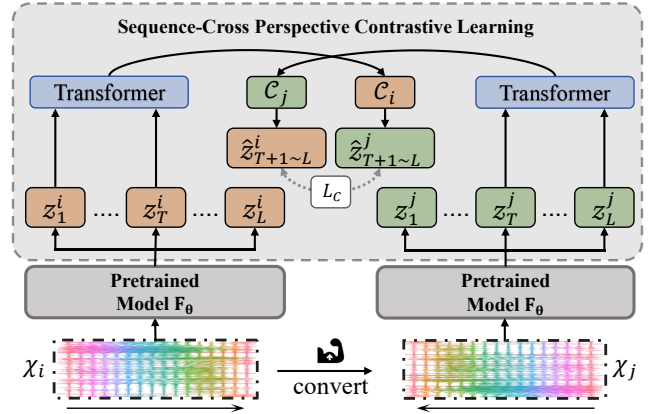 Sequence-Cross Perspective Contrastive Learning
Transformer
𝒞_j
𝒞_i
Transformer
ẑ^i_{T+1~L}
ẑ^j_{T+1~L}
L_C
z^i_1 .... z^i_T .... z^i_L
z^j_1 .... z^j_T .... z^j_L
Pretrained
Model F_θ
Pretrained
Model F_θ
χ_i
convert
χ_j